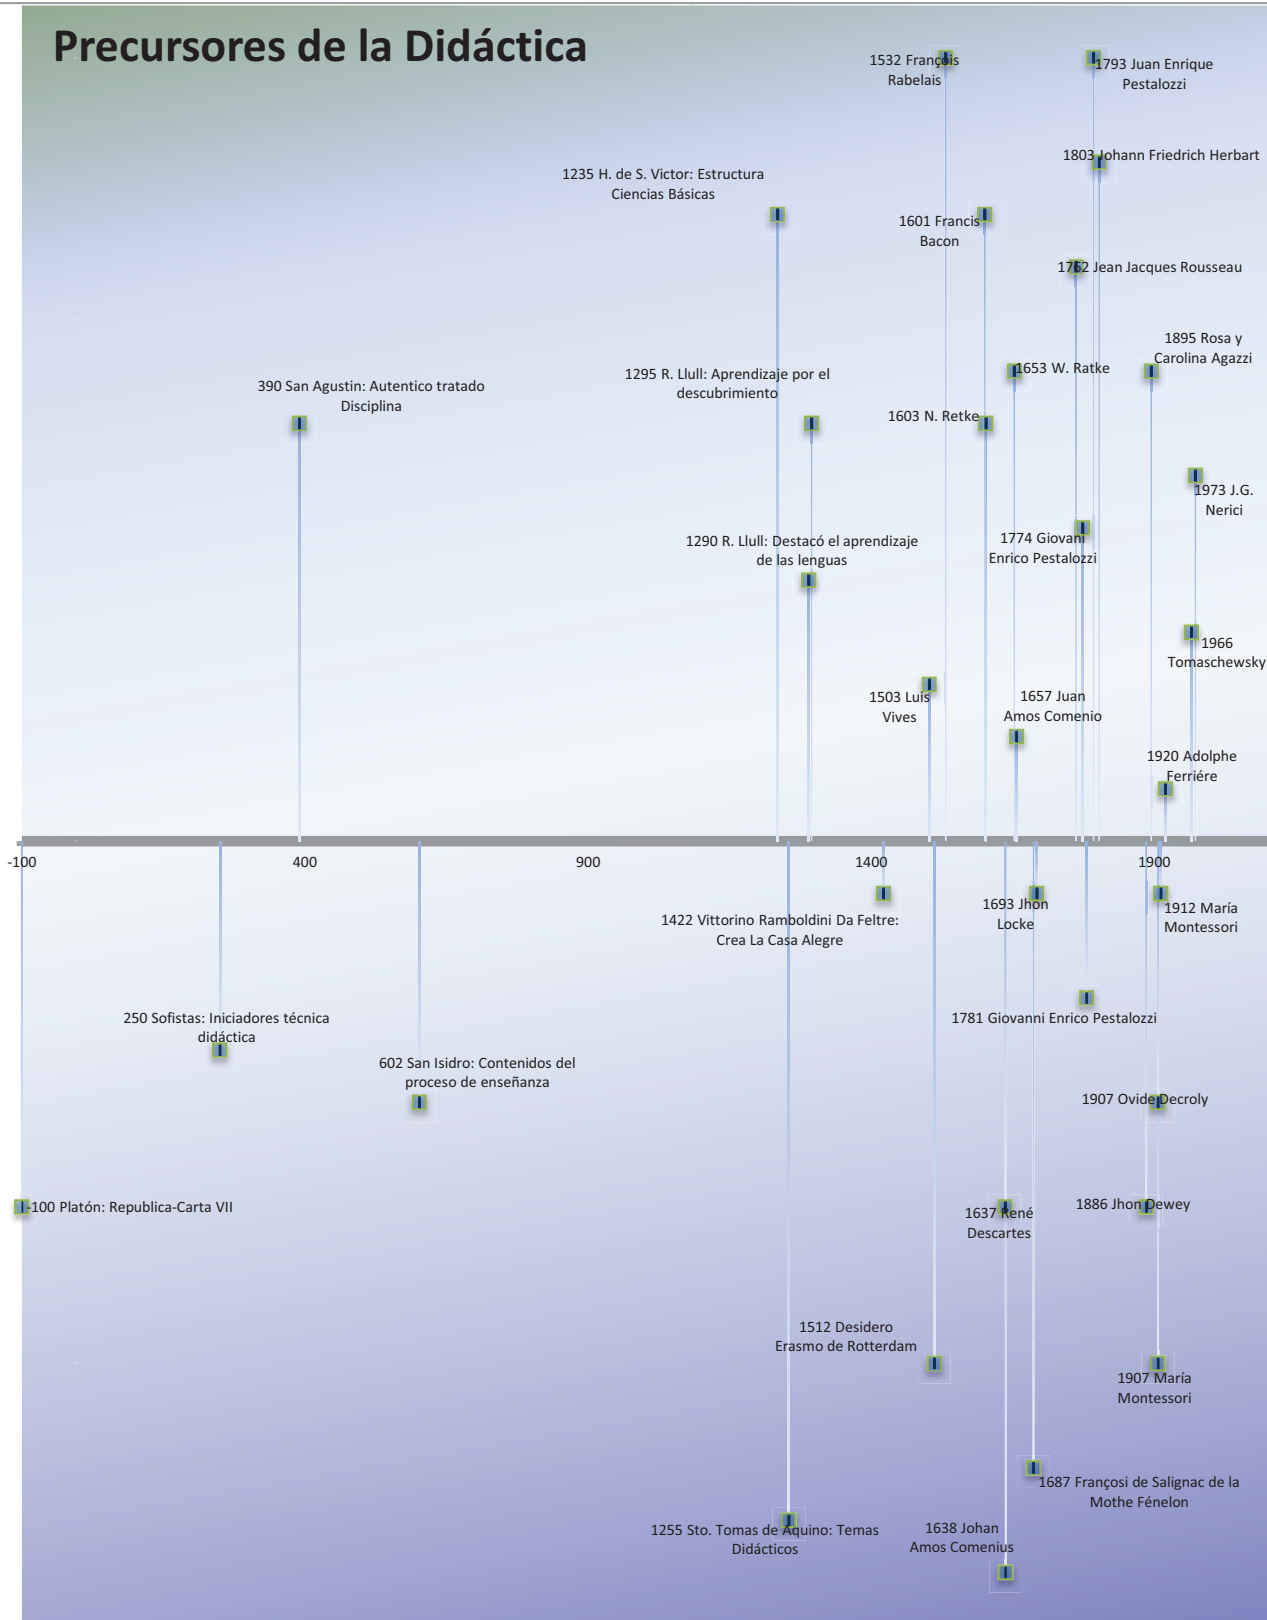 Precursores de la Didáctica
1532 François
Rabelais
1793 Juan Enrique
Pestalozzi
1803 Johann Friedrich Herbart
1235 H. de S. Victor: Estructura
Ciencias Básicas
1601 Francis
Bacon
1762 Jean Jacques Rousseau
1895 Rosa y
Carolina Agazzi
1653 W. Ratke
1295 R. Llull: Aprendizaje por el
descubrimiento
390 San Agustin: Autentico tratado
Disciplina
1603 N. Retke
1973 J.G.
Nerici
1774 Giovani
Enrico Pestalozzi
1290 R. Llull: Destacó el aprendizaje
de las lenguas
1966
Tomaschewsky
1503 Luis
Vives
1657 Juan
Amos Comenio
1920 Adolphe
Ferriére
-100
400
900
1400
1900
1422 Vittorino Ramboldini Da Feltre:
Crea La Casa Alegre
1693 Jhon
Locke
1912 María
Montessori
250 Sofistas: Iniciadores técnica
didáctica
1781 Giovanni Enrico Pestalozzi
602 San Isidro: Contenidos del
proceso de enseñanza
1907 Ovide Decroly
-100 Platón: Republica-Carta VII
1637 René
Descartes
1886 Jhon Dewey
1512 Desidero
Erasmo de Rotterdam
1907 María
Montessori
1687 Françosi de Salignac de la
Mothe Fénelon
1255 Sto. Tomas de Aquino: Temas
Didácticos
1638 Johan
Amos Comenius